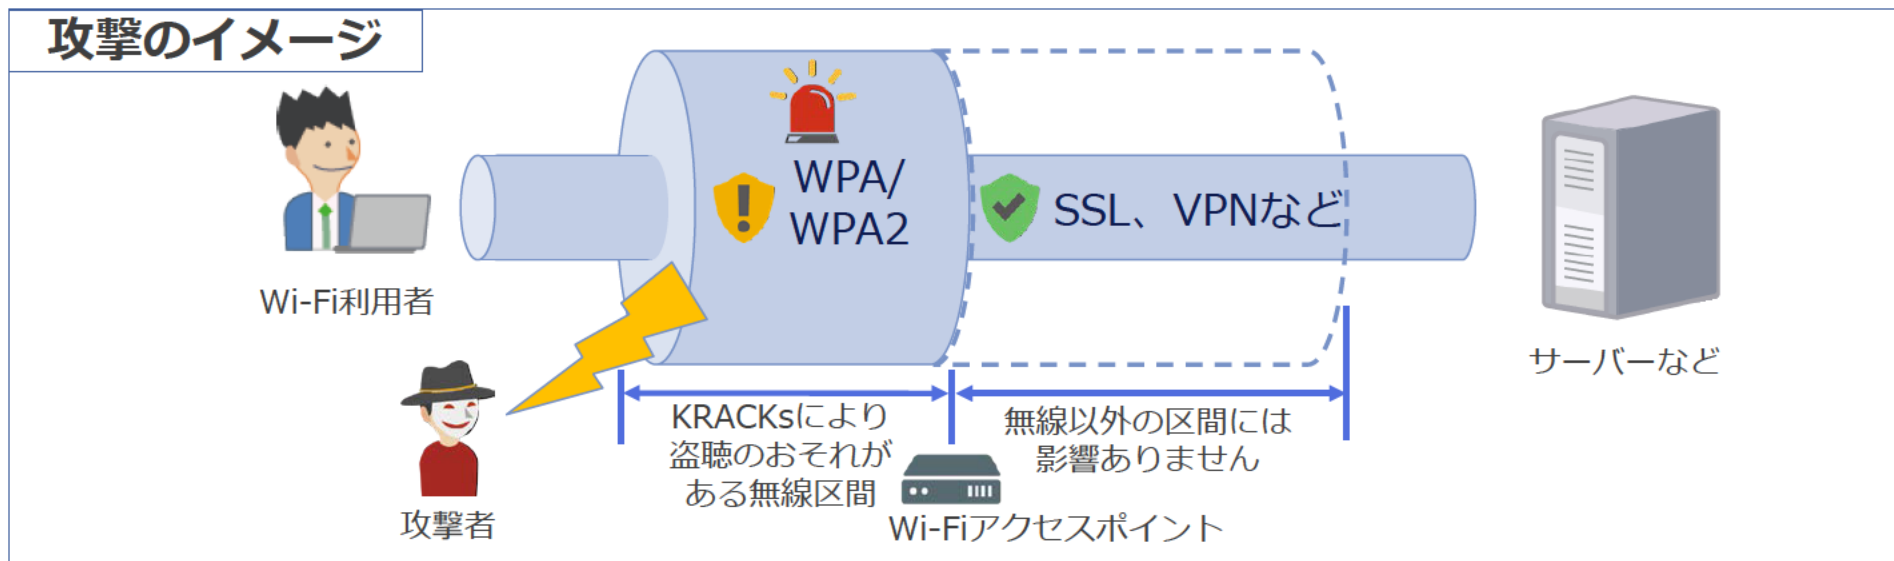 攻撃のイメージ
WPA/
WPA2
SSL、VPNなど
Wi-Fi利用者
サーバーなど
KRACKsにより
盗聴のおそれが
ある無線区間
無線以外の区間には
影響ありません
攻撃者
Wi-Fiアクセスポイント